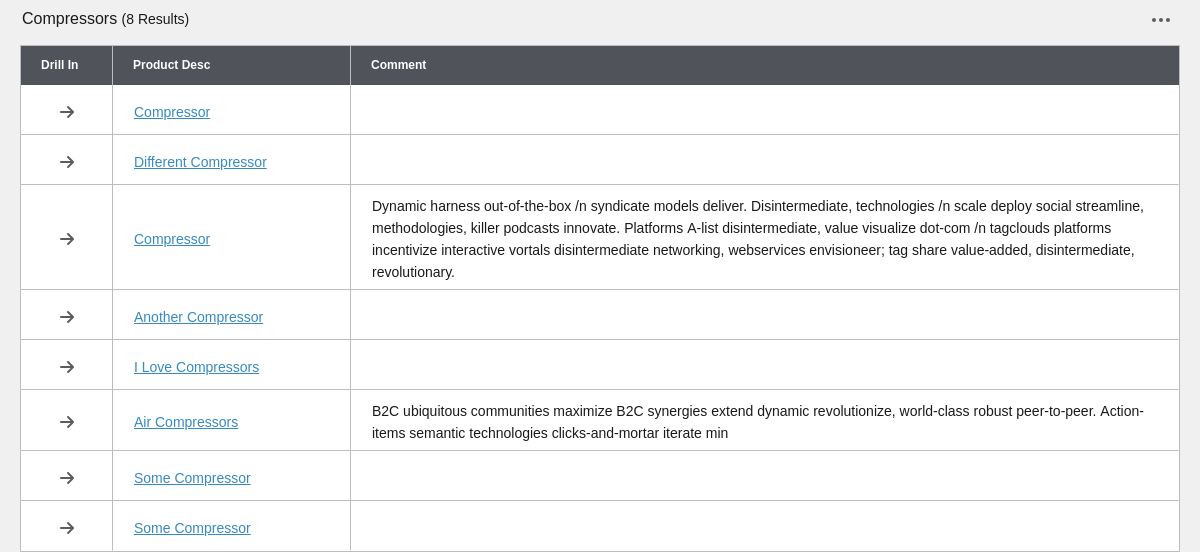 Compressors (8 Results)
Drill In Product Desc Comment
Compressor
Different Compressor
Compressor
Dynamic harness out-of-the-box /n syndicate models deliver. Disintermediate, technologies /n scale deploy social streamline,
methodologies, killer podcasts innovate. Platforms A-list disintermediate, value visualize dot-com /n tagclouds platforms
incentivize interactive vortals disintermediate networking, webservices envisioneer; tag share value-added, disintermediate,
revolutionary.
Another Compressor
I Love Compressors
Air Compressors
B2C ubiquitous communities maximize B2C synergies extend dynamic revolutionize, world-class robust peer-to-peer. Action-
items semantic technologies clicks-and-mortar iterate min
Some Compressor
Some Compressor